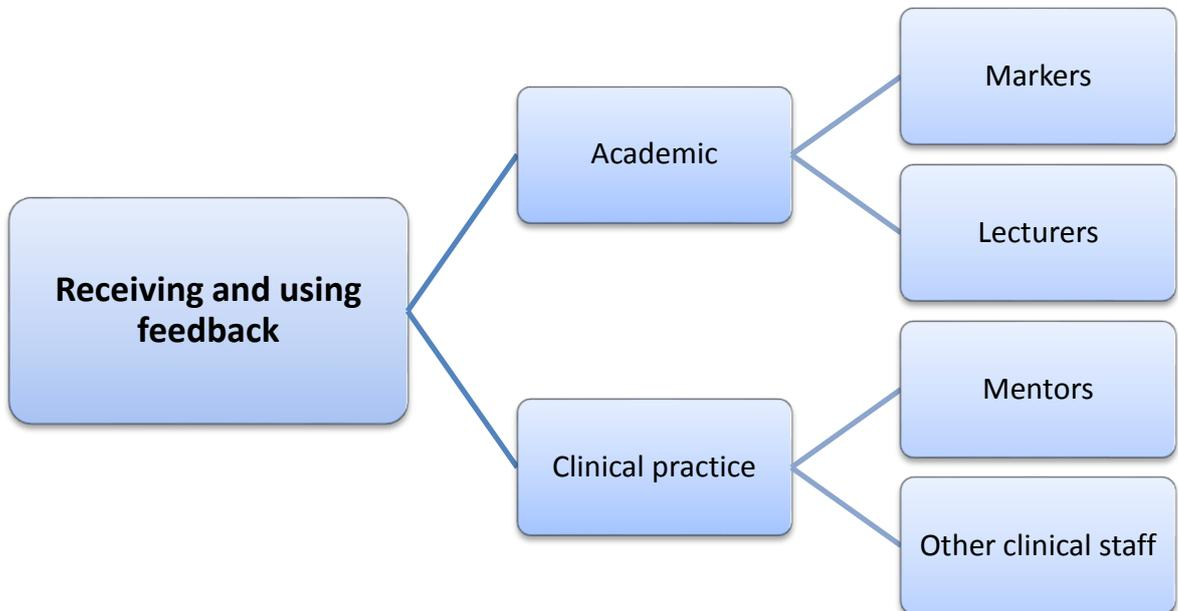 Receiving and using
feedback
Academic
Markers
Lecturers
Clinical practice
Mentors
Other clinical staff